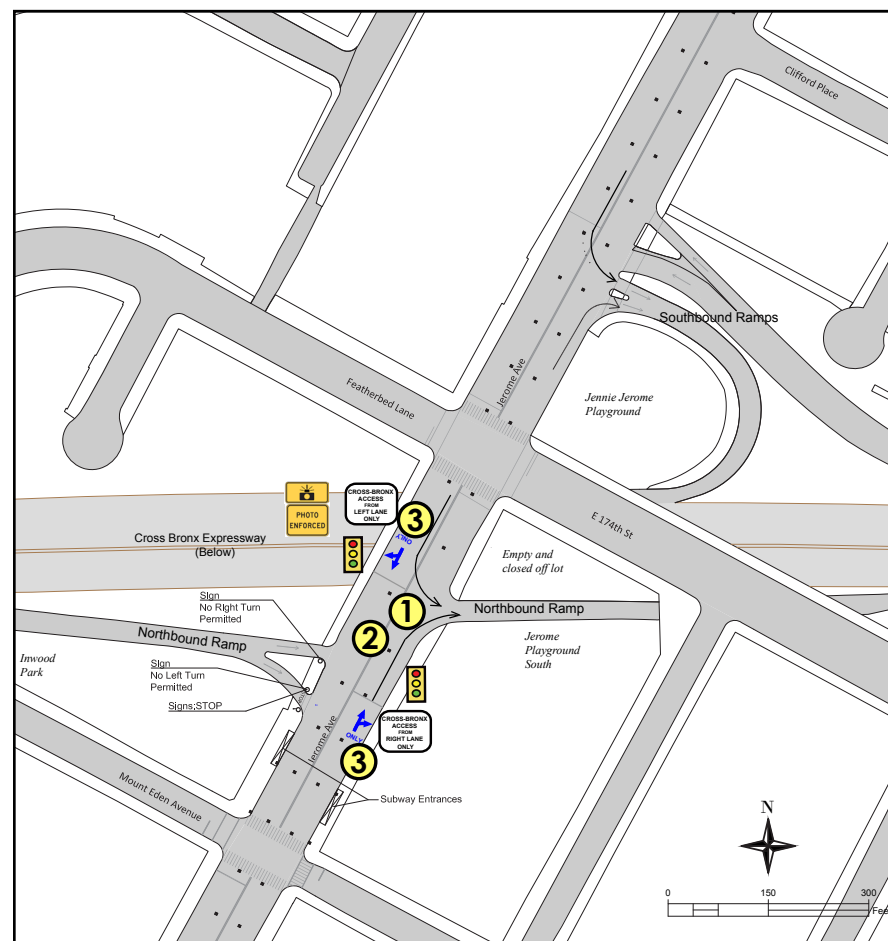 Clifford Place
Southbound Ramps
Jerome Ave
Jennie Jerome
Playground
Featherbed Lane
E 174th St
PHOTO
ENFORCED
CROSS-BRONX
ACCESS
FROM
LEFT LANE
ONLY
3
ONLY
Cross Bronx Expressway
(Below)
Empty and
closed off lot
SIgn
No RIght Turn
Permitted
1
Northbound Ramp
2
Northbound Ramp
Jerome
Playground
South
Inwood
Park
SIgn
No Left Turn
Permitted
Signs;STOP
CROSS-BRONX
ACCESS
FROM
RIGHT LANE
ONLY
ONLY
3
Jerome Ave
Subway Entrances
Mount Eden Avenue
N
0 150 300
Fee